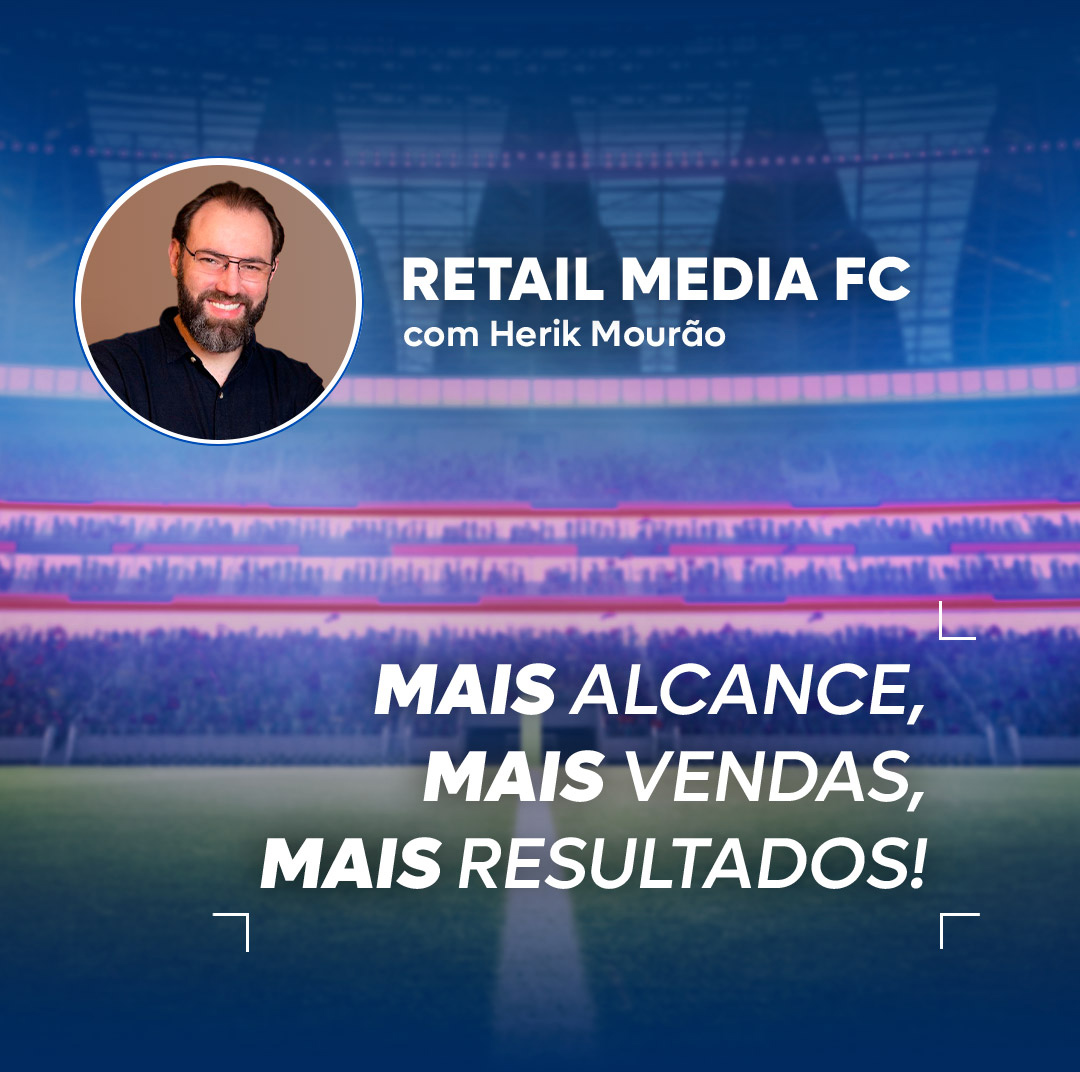 RETAIL MEDIA FC
com Herik Mourão
MAIS ALCANCE,
MAIS VENDAS,
MAIS RESULTADOS!